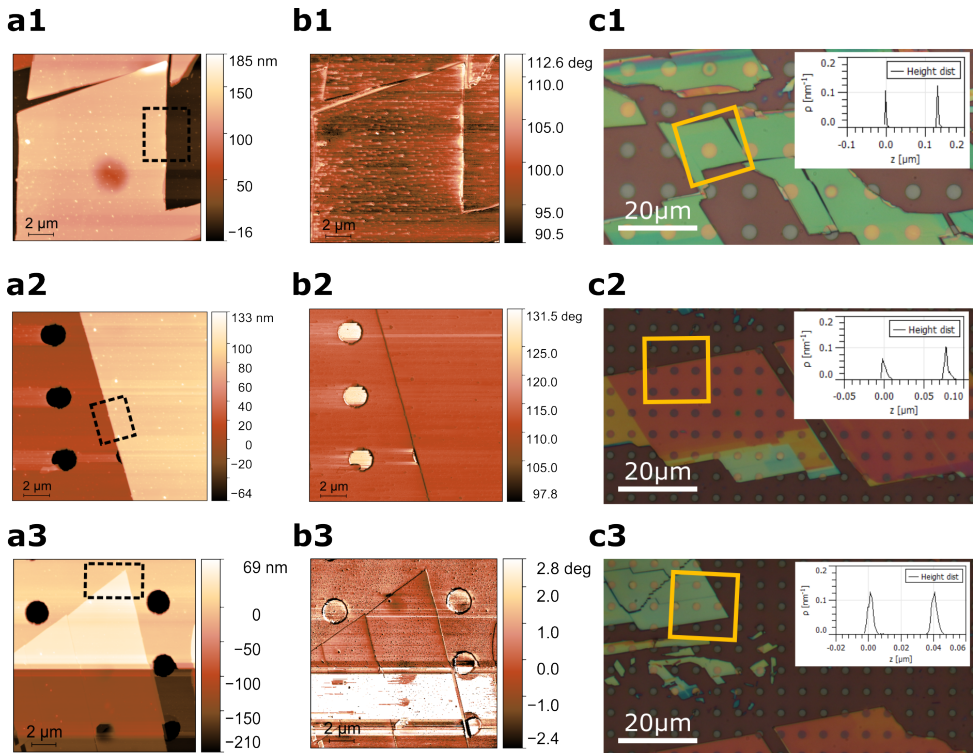 a1
b1
c1
185 nm
150
100
50
−16
2 μm
112.6 deg
110.0
105.0
100.0
95.0
90.5
2 μm
20μm
Height dist
ρ [nm⁻¹]
0.2
0.1
0.0
-0.1
0.0
0.1
0.2
z [μm]
a2
b2
c2
133 nm
100
80
60
40
20
0
−20
−64
2 μm
131.5 deg
125.0
120.0
115.0
110.0
105.0
97.8
2 μm
20μm
Height dist
ρ [nm⁻¹]
0.2
0.1
0.0
-0.05
0.00
0.05
0.10
z [μm]
a3
b3
c3
69 nm
0
−50
−100
−150
−210
2 μm
2.8 deg
2.0
1.0
0.0
−1.0
−2.4
2 μm
20μm
Height dist
ρ [nm⁻¹]
0.2
0.1
0.0
-0.02
0.00
0.02
0.04
0.06
z [μm]